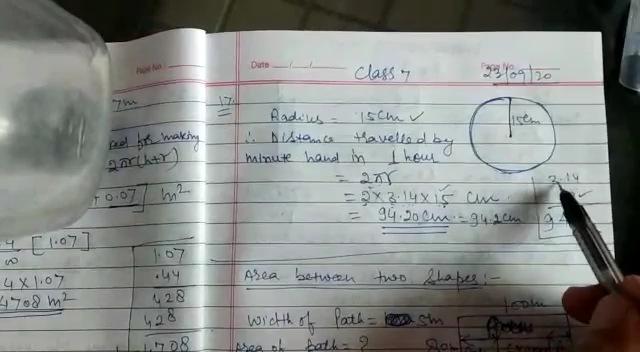 Page No.
Date
Page No.
Class 7
23/09/20
17
7m
Radius = 15cm ✓
15cm
for making
∴ Distance travelled by
2πr(h+r)
minute hand in 1 hour
= 2πr
3.14
+ 0.07] m²
= 2 × 3.14 × 15 cm
= 94.20cm = 94.2cm
[1.07]
1.07
4 × 1.07
.44
Area between two Shapes:-
4708 m²
428
428
Width of Path = 5m
4708
Area of Path = ?